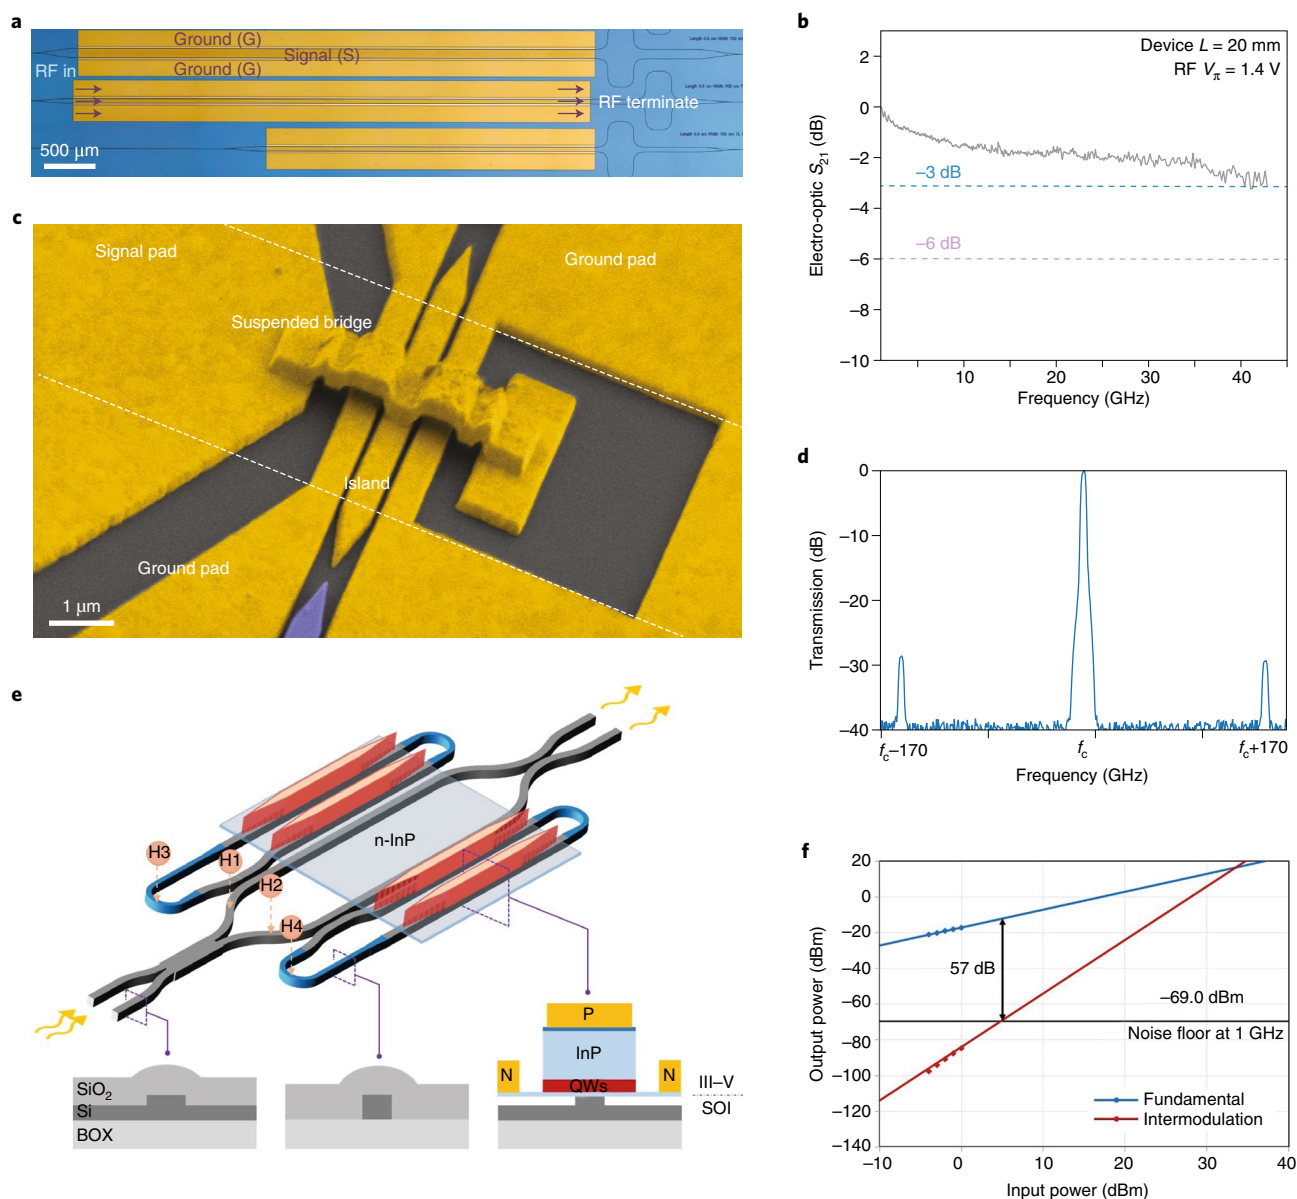 a
Ground (G)
Signal (S)
Ground (G)
RF in
RF terminate
500 μm
b
Device L = 20 mm
RF Vπ = 1.4 V
Electro-optic S21 (dB)
2
0
−2
−4
−6
−8
−10
−3 dB
−6 dB
10
20
30
40
Frequency (GHz)
c
Signal pad
Ground pad
Suspended bridge
Island
Ground pad
1 μm
d
Transmission (dB)
0
−10
−20
−30
−40
fc−170
fc
fc+170
Frequency (GHz)
e
n-InP
H3
H1
H2
H4
SiO2
Si
BOX
P
InP
N
QWs
N
III–V
SOI
f
Output power (dBm)
20
0
−20
−40
−60
−80
−100
−120
−140
57 dB
−69.0 dBm
Noise floor at 1 GHz
Fundamental
Intermodulation
−10
0
10
20
30
40
Input power (dBm)